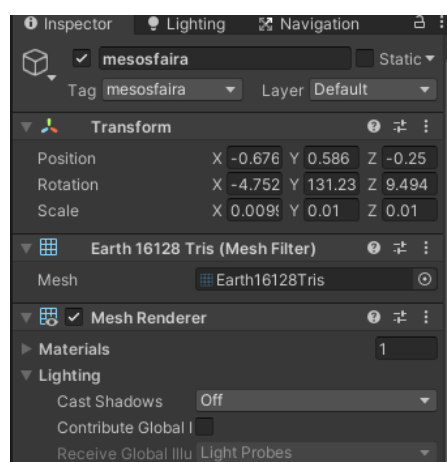 Inspector Lighting Navigation
mesosfaira Static
Tag mesosfaira Layer Default
Transform
Position X -0.676 Y 0.586 Z -0.25
Rotation X -4.752 Y 131.23 Z 9.494
Scale X 0.009 Y 0.01 Z 0.01
Earth 16128 Tris (Mesh Filter)
Mesh Earth16128Tris
Mesh Renderer
Materials 1
Lighting
Cast Shadows Off
Contribute Global I
Receive Global Illu Light Probes